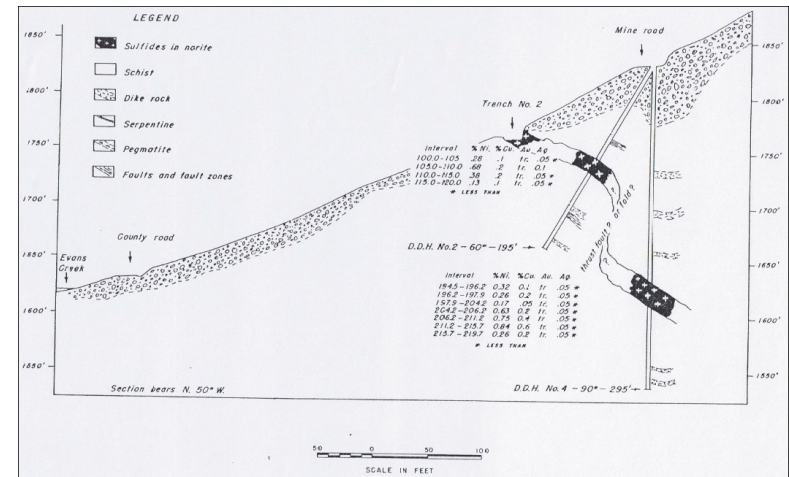 LEGEND
Sulfides in norite
Schist
Dike rock
Serpentine
Pegmatite
Faults and fault zones
1850'
1800'
1750'
1700'
1650'
1600'
1550'
Mine road
Trench No. 2
1850'
1800'
1750'
1700'
1650'
1600'
1550'
Interval % Ni. % Cu. Au. Ag
100.0-105 .26 .1 tr. .05 *
105.0-110.0 .68 .2 tr. 0.1
110.0-115.0 .38 .2 tr. .05 *
115.0-120.0 .13 .1 tr. .05 *
* LESS THAN
D.D.H. No. 2 - 60° - 195'
thrust fault? or fold?
?
?
County road
Evans
Creek
Interval % Ni. % Cu. Au. Ag.
194.5-196.2 0.32 0.1 tr .05 *
196.2-197.9 0.26 0.2 tr. .05 *
197.9-204.2 0.17 .05 tr. .05 *
204.2-206.2 0.63 0.2 tr. .05 *
206.2-211.2 0.75 0.4 tr. .05 *
211.2-215.7 0.84 0.6 tr. .05 *
215.7-219.7 0.26 0.2 tr. .05 *
* LESS THAN
Section bears N. 50° W.
D.D.H. No. 4 - 90° - 295'
50 0 50 100
SCALE IN FEET